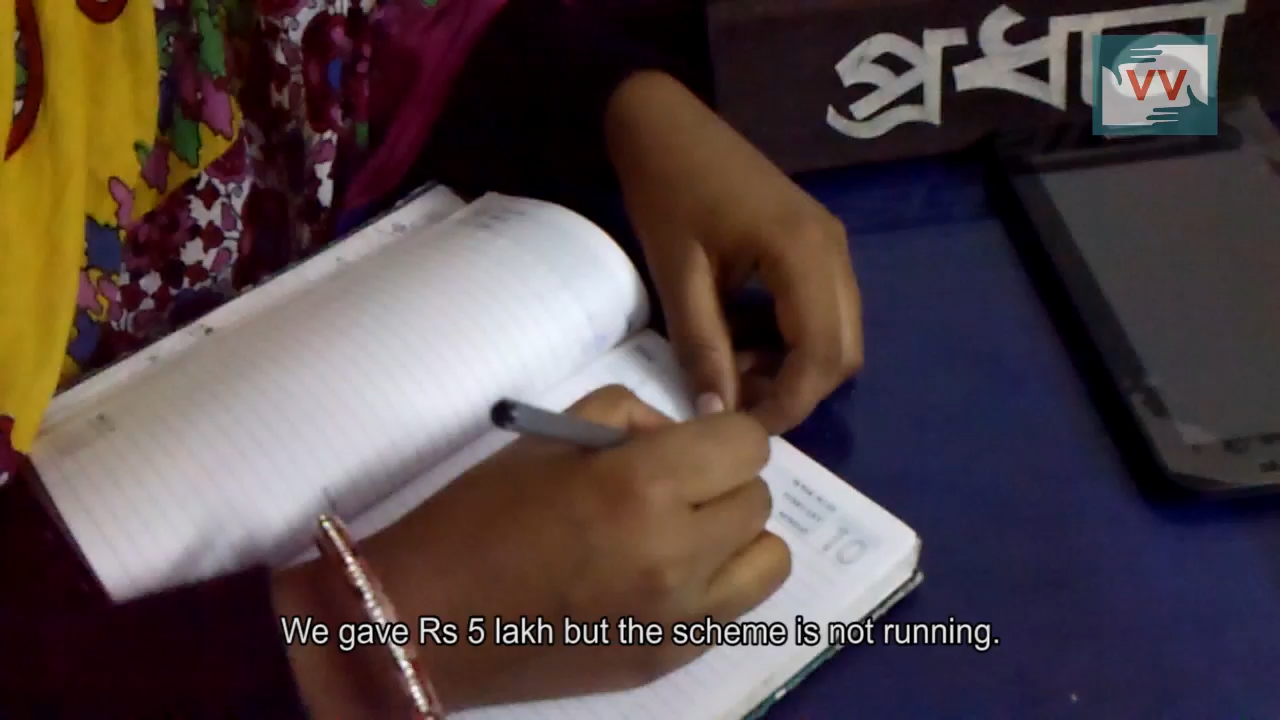 প্রধান
VV
10
We gave Rs 5 lakh but the scheme is not running.